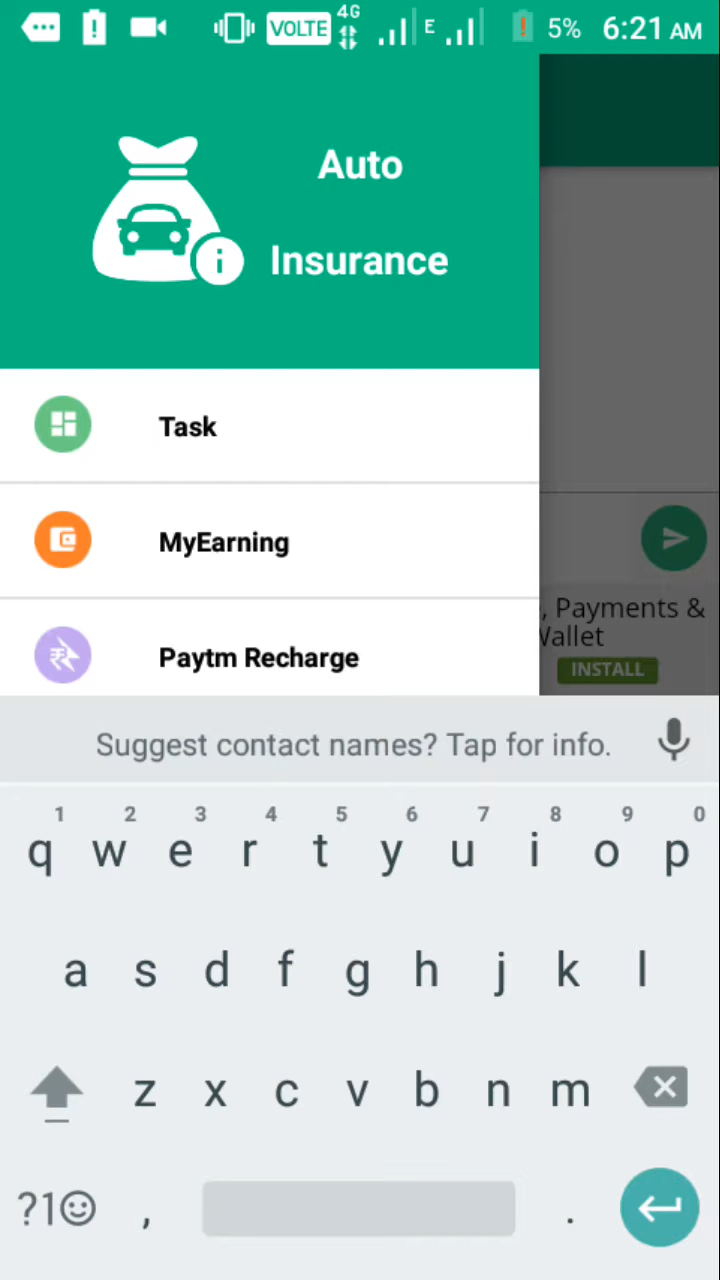 VOLTE 4G E 5% 6:21 AM
Auto
Insurance
i
Task
MyEarning
Paytm Recharge
, Payments &
Wallet
INSTALL
Suggest contact names? Tap for info.
1 2 3 4 5 6 7 8 9 0
q w e r t y u i o p
a s d f g h j k l
z x c v b n m
?1☺ , .